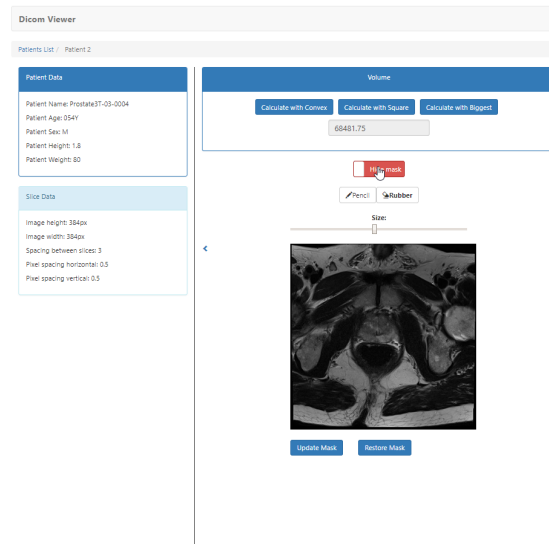 Dicom Viewer
Patients List / Patient 2
Patient Data
Patient Name: Prostate3T-03-0004
Patient Age: 054Y
Patient Sex: M
Patient Height: 1.8
Patient Weight: 80
Slice Data
Image height: 384px
Image width: 384px
Spacing between slices: 3
Pixel spacing horizontal: 0.5
Pixel spacing vertical: 0.5
Volume
Calculate with Convex Calculate with Square Calculate with Biggest
68481.75
Hide mask
Pencil Rubber
Size:
Update Mask Restore Mask